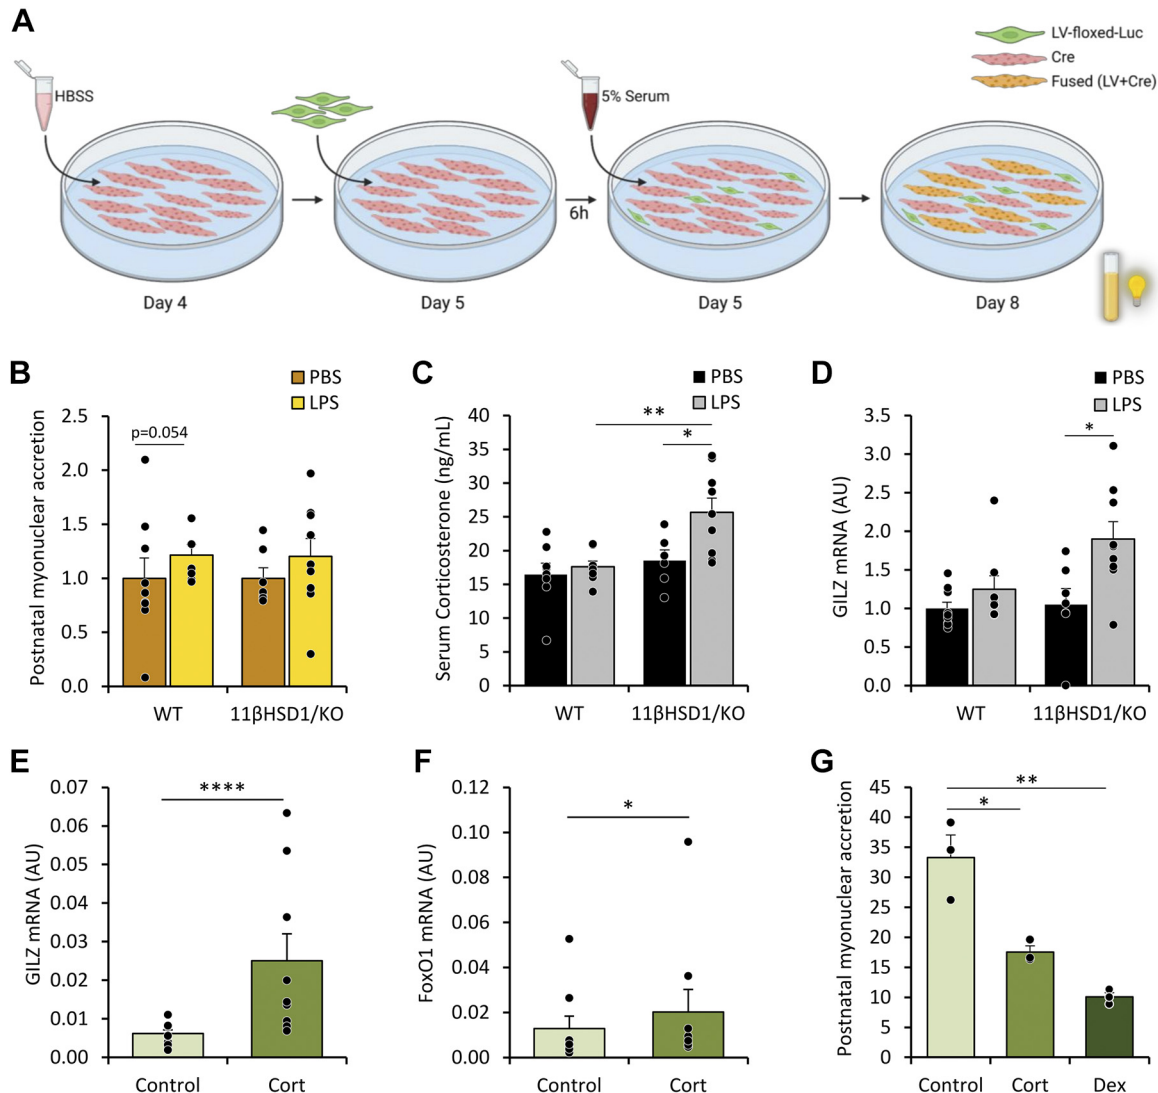 A
LV-floxed-Luc
Cre
Fused (LV+Cre)
HBSS
5% Serum
6h
Day 4
Day 5
Day 5
Day 8
B
PBS
LPS
Postnatal myonuclear accretion
2.5
2.0
1.5
1.0
0.5
0.0
p=0.054
WT
11βHSD1/KO
C
PBS
LPS
Serum Corticosterone (ng/mL)
40
35
30
25
20
15
10
5
0
**
*
WT
11βHSD1/KO
D
PBS
LPS
GILZ mRNA (AU)
3.5
3.0
2.5
2.0
1.5
1.0
0.5
0.0
*
WT
11βHSD1/KO
E
GILZ mRNA (AU)
0.07
0.06
0.05
0.04
0.03
0.02
0.01
0.00
****
Control
Cort
F
FoxO1 mRNA (AU)
0.12
0.10
0.08
0.06
0.04
0.02
0.00
*
Control
Cort
G
Postnatal myonuclear accretion
45
40
35
30
25
20
15
10
5
0
**
*
Control
Cort
Dex